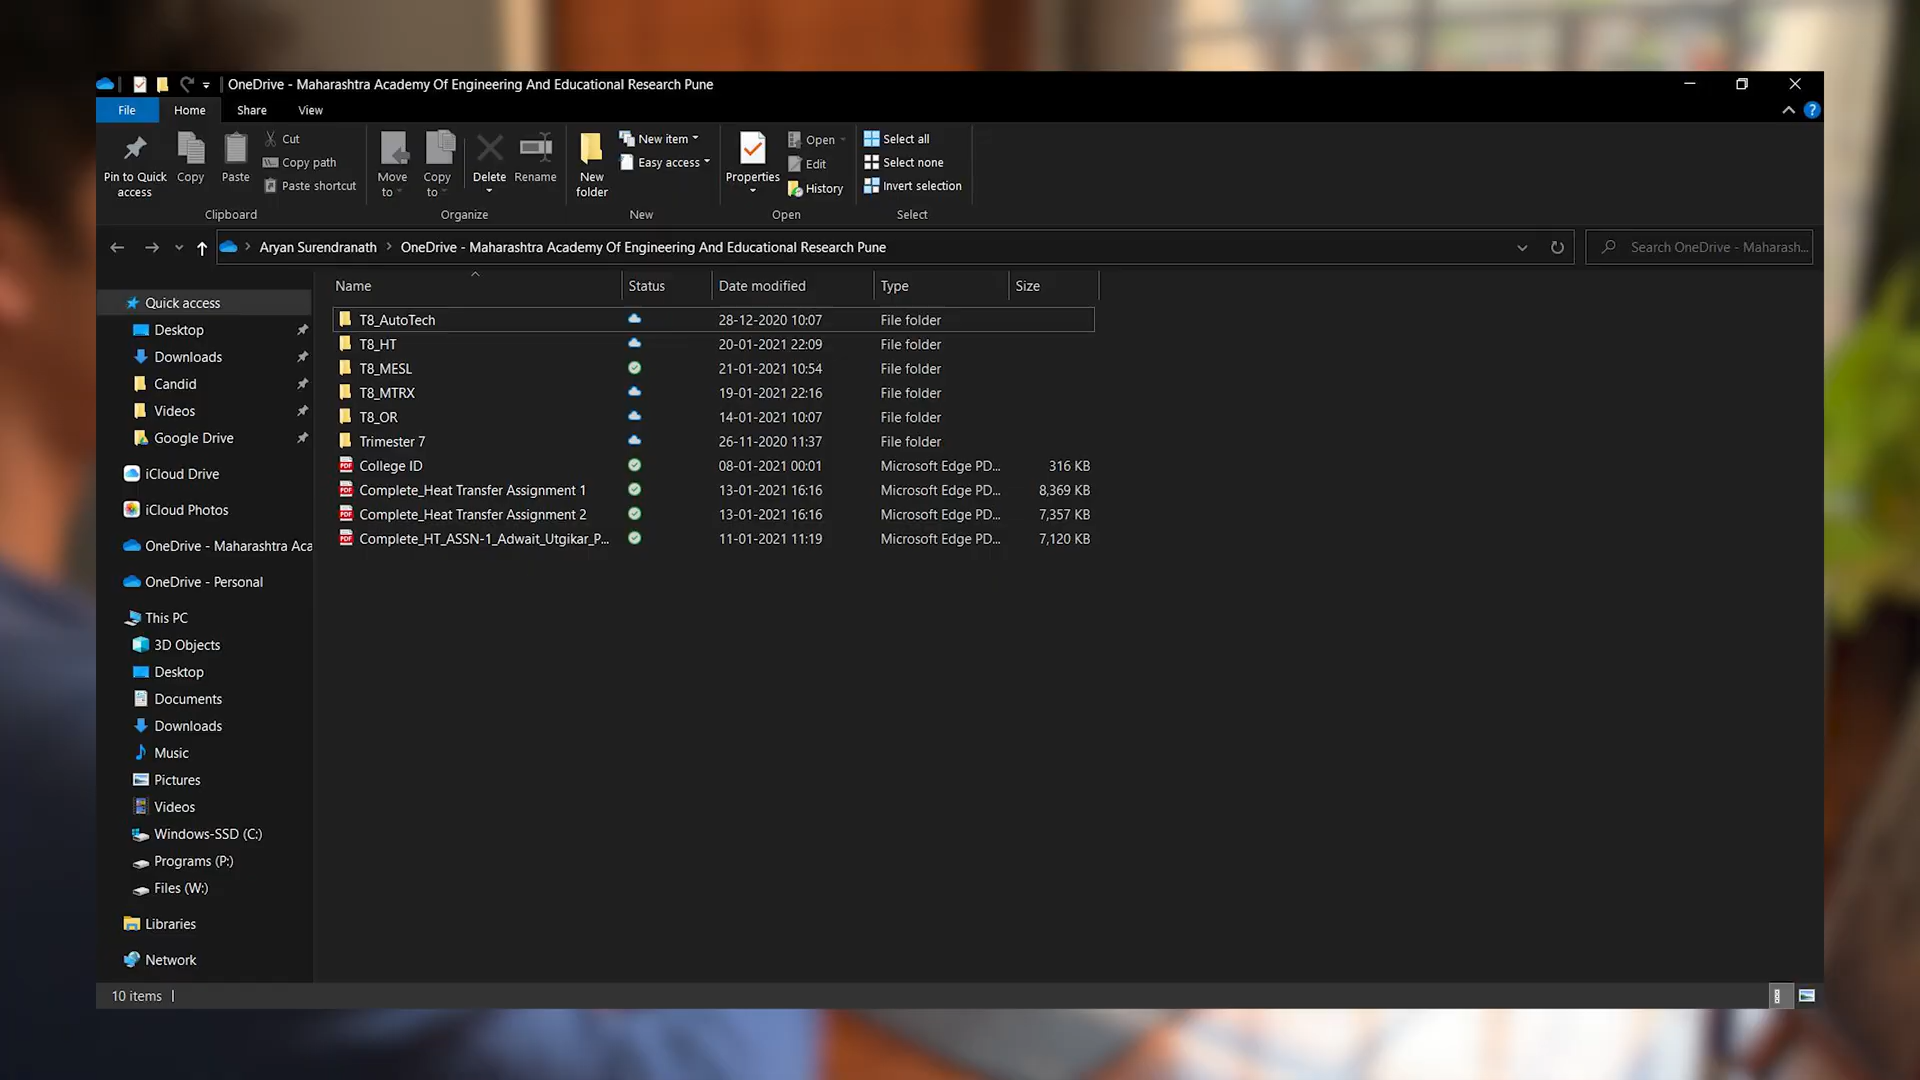 OneDrive - Maharashtra Academy Of Engineering And Educational Research Pune
File Home Share View
Pin to Quick access
Copy
Paste
Cut
Copy path
Paste shortcut
Clipboard
Move to
Copy to
Delete
Rename
Organize
New folder
New item
Easy access
New
Properties
Open
Edit
History
Open
Select all
Select none
Invert selection
Select
Aryan Surendranath > OneDrive - Maharashtra Academy Of Engineering And Educational Research Pune
Search OneDrive - Maharash...
Name Status Date modified Type Size
T8_AutoTech 28-12-2020 10:07 File folder
T8_HT 20-01-2021 22:09 File folder
T8_MESL 21-01-2021 10:54 File folder
T8_MTRX 19-01-2021 22:16 File folder
T8_OR 14-01-2021 10:07 File folder
Trimester 7 26-11-2020 11:37 File folder
College ID 08-01-2021 00:01 Microsoft Edge PD... 316 KB
Complete_Heat Transfer Assignment 1 13-01-2021 16:16 Microsoft Edge PD... 8,369 KB
Complete_Heat Transfer Assignment 2 13-01-2021 16:16 Microsoft Edge PD... 7,357 KB
Complete_HT_ASSN-1_Adwait_Utgikar_P... 11-01-2021 11:19 Microsoft Edge PD... 7,120 KB
Quick access
Desktop
Downloads
Candid
Videos
Google Drive
iCloud Drive
iCloud Photos
OneDrive - Maharashtra Aca
OneDrive - Personal
This PC
3D Objects
Desktop
Documents
Downloads
Music
Pictures
Videos
Windows-SSD (C:)
Programs (P:)
Files (W:)
Libraries
Network
10 items